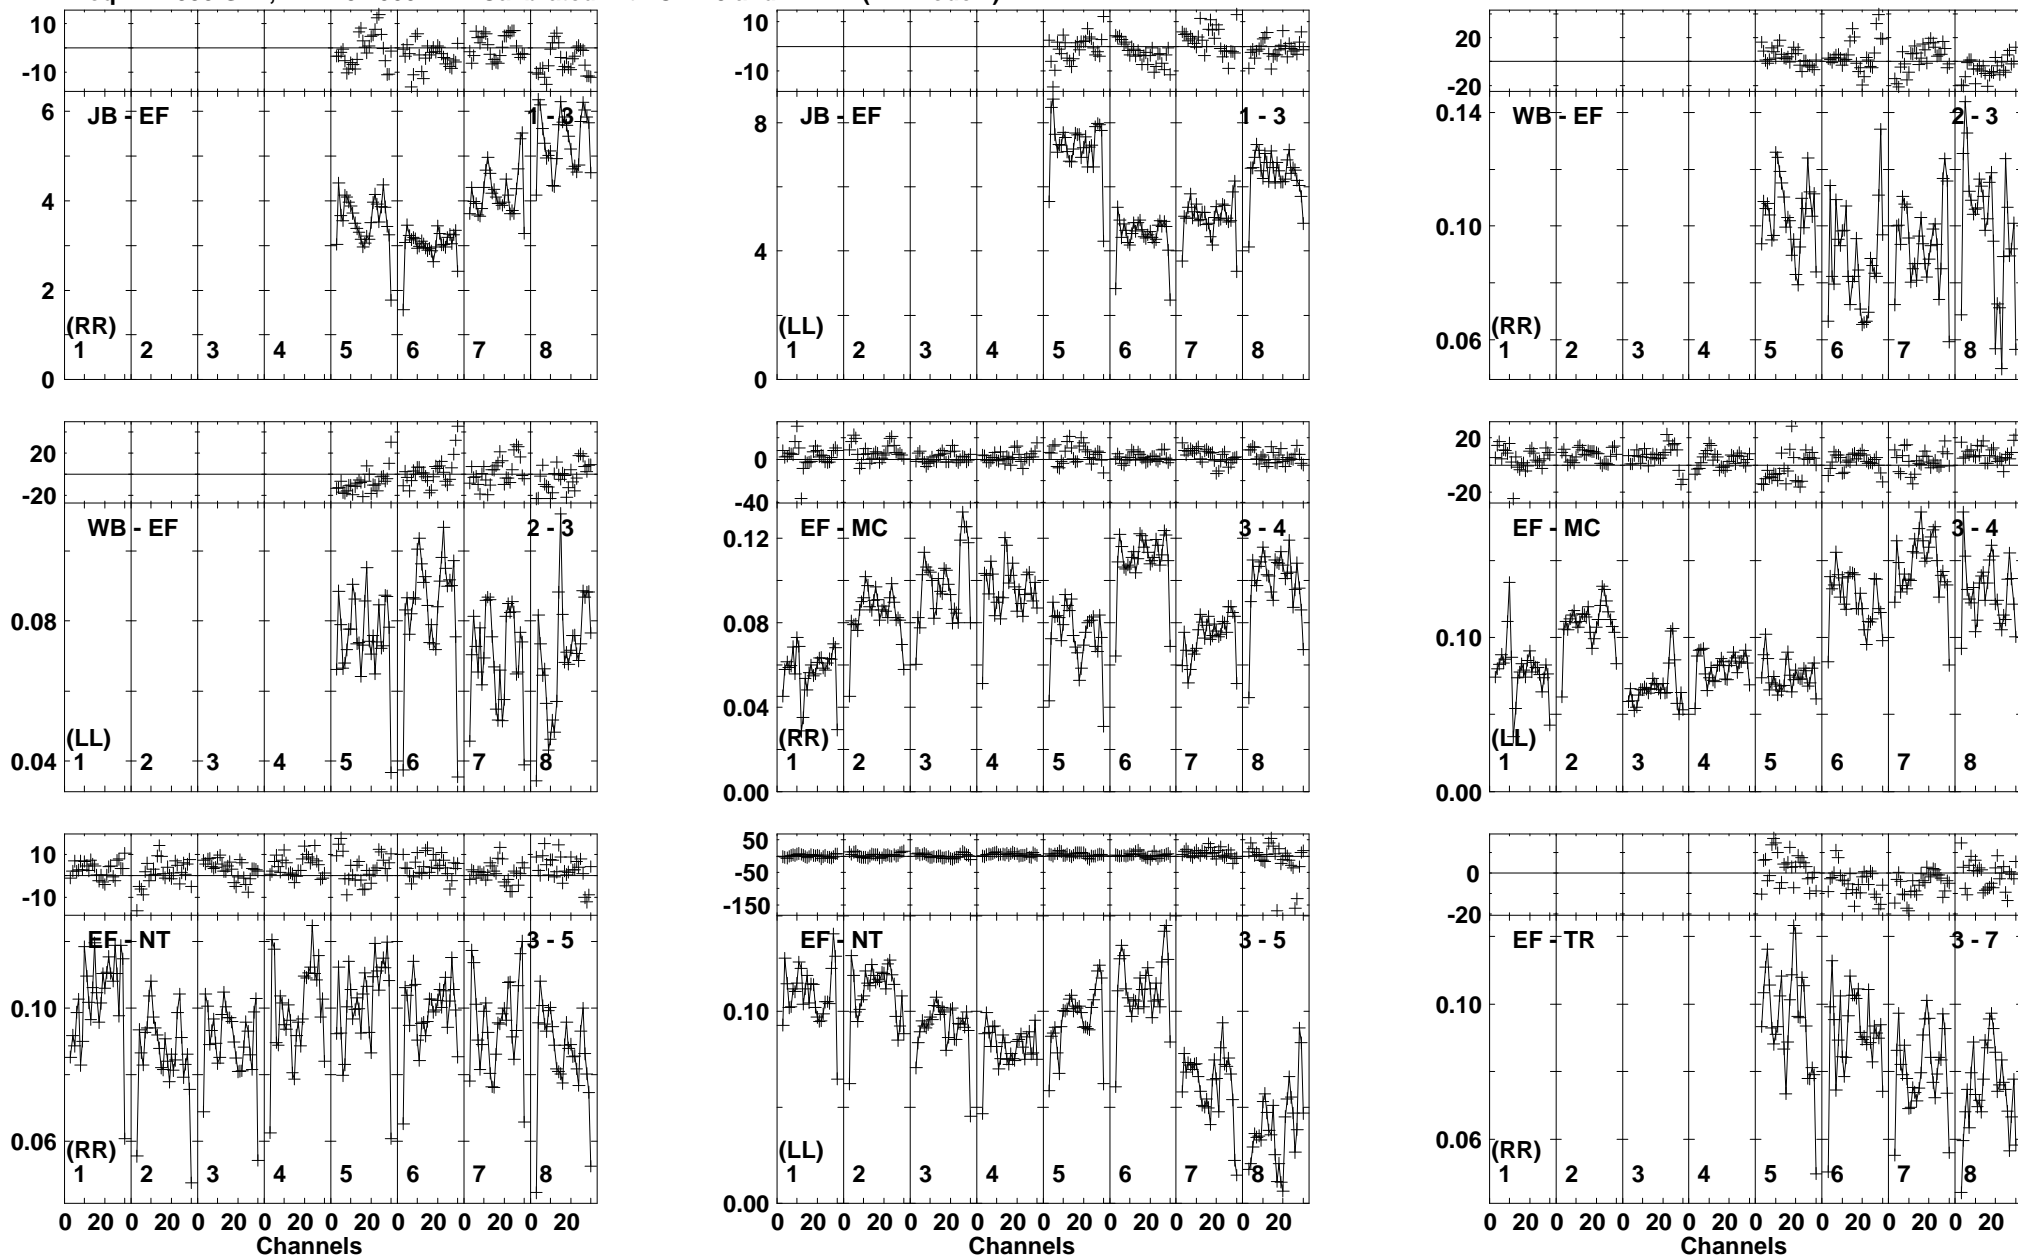 10 10 20
-10 -10 -20
6 JB - EF 1 - 3 8 JB - EF 1 - 3 0.14 WB - EF 2 - 3
4 4 0.10
2
(RR) (LL) (RR)
1 2 3 4 5 6 7 8 1 2 3 4 5 6 7 8 0.06 1 2 3 4 5 6 7 8
0 0
20 0 20
-20 -40 -20
WB - EF 2 - 3 0.12 EF - MC 3 - 4 EF - MC 3 - 4
0.08 0.08 0.10
0.04
(LL) (RR) (LL)
0.04 1 2 3 4 5 6 7 8 1 2 3 4 5 6 7 8 1 2 3 4 5 6 7 8
0.00 0.00
10 50 0
-10 -50 -20
-150
EF - NT 3 - 5 EF - NT 3 - 5 EF - TR 3 - 7
0.10 0.10 0.10
0.06 (RR) (LL) 0.06 (RR)
1 2 3 4 5 6 7 8 1 2 3 4 5 6 7 8 1 2 3 4 5 6 7 8
0.00
0 20 0 20 0 20 0 20 0 20 0 20 0 20 0 20 0 20 0 20 0 20 0 20 0 20 0 20 0 20 0 20 0 20 0 20 0 20 0 20 0 20 0 20 0 20 0 20
Channels Channels Channels